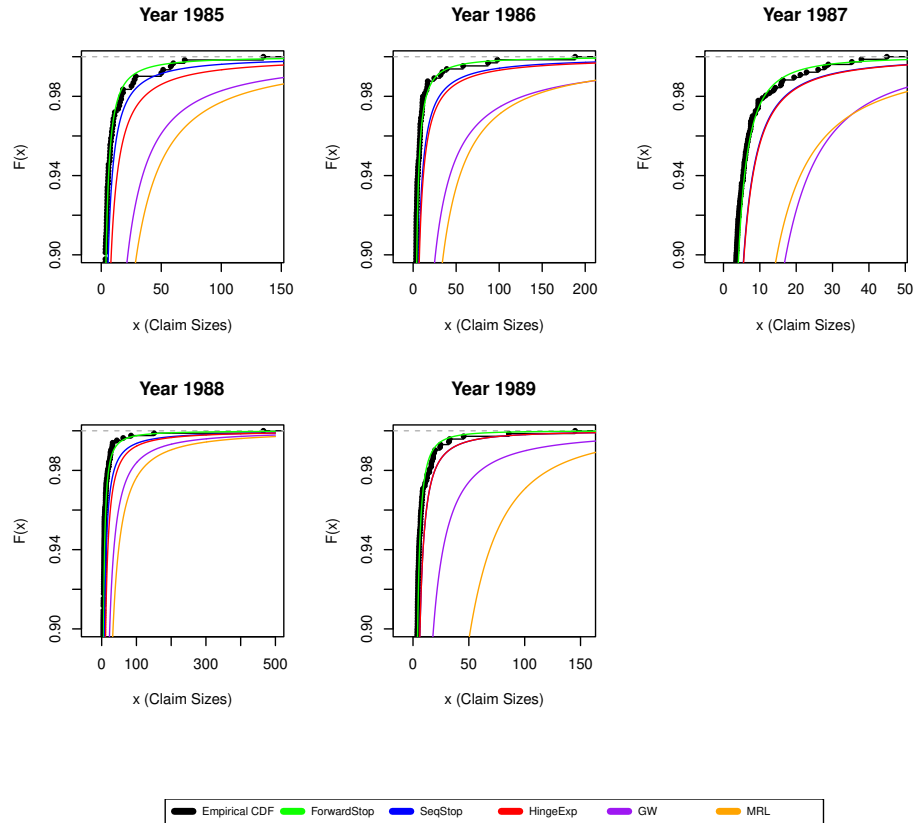 Year 1985
Year 1986
Year 1987
F(x)
0.90 0.94 0.98
0 50 100 150
x (Claim Sizes)
F(x)
0.90 0.94 0.98
0 50 100 150 200
x (Claim Sizes)
F(x)
0.90 0.94 0.98
0 10 20 30 40 50
x (Claim Sizes)
Year 1988
Year 1989
F(x)
0.90 0.94 0.98
0 100 300 500
x (Claim Sizes)
F(x)
0.90 0.94 0.98
0 50 100 150
x (Claim Sizes)
Empirical CDF ForwardStop SeqStop HingeExp GW MRL